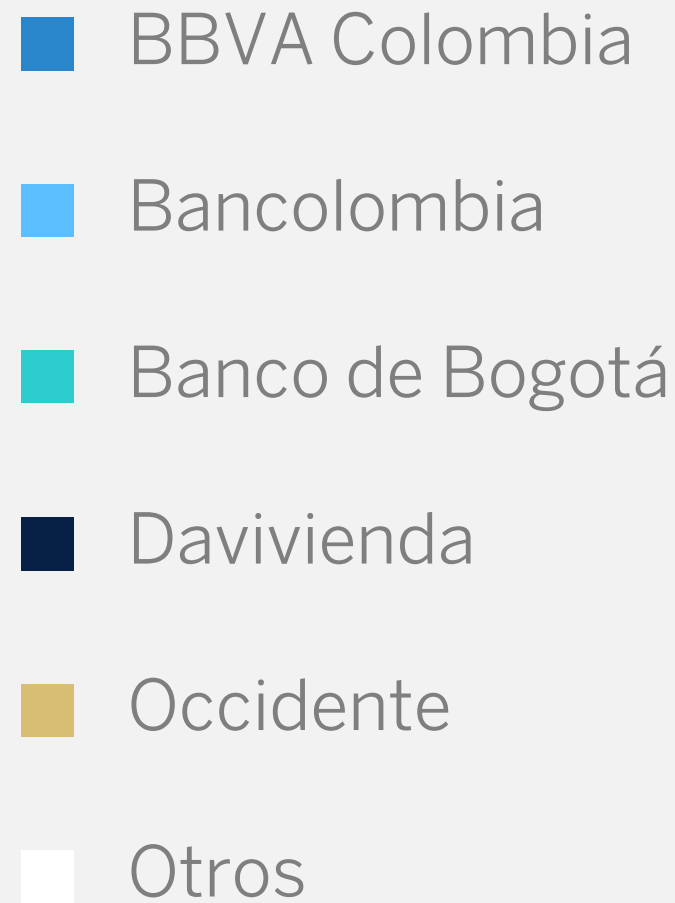 BBVA Colombia
Bancolombia
Banco de Bogotá
Davivienda
Occidente
Otros